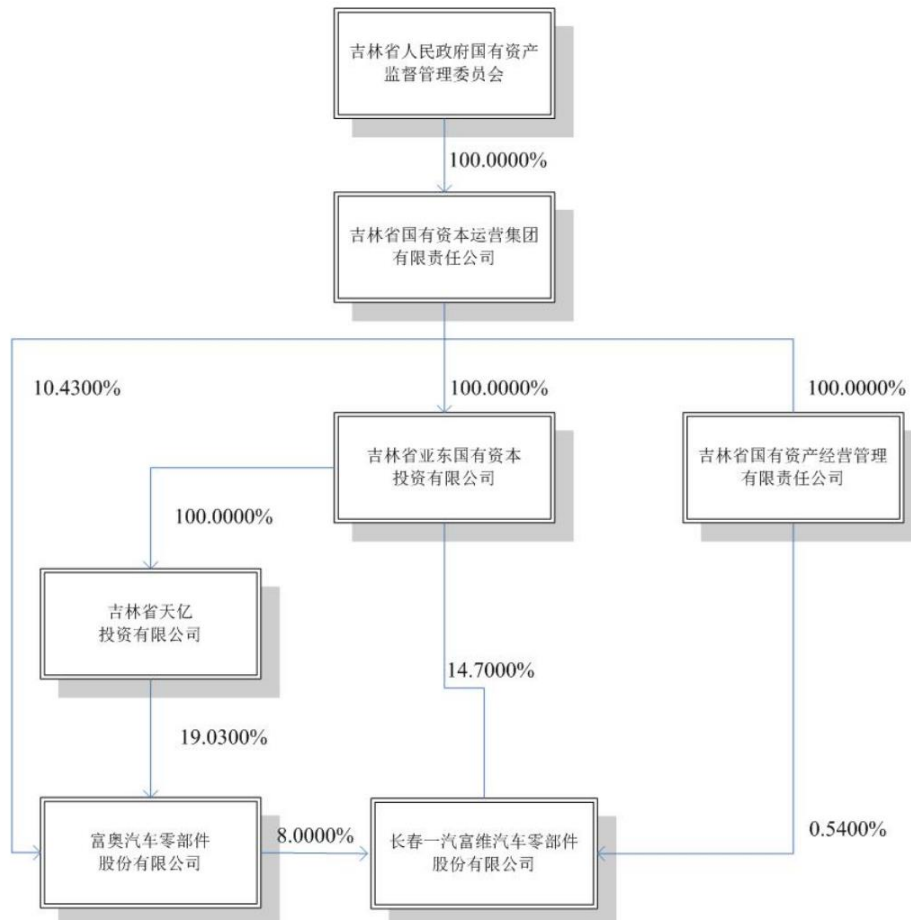 吉林省人民政府国有资产
监督管理委员会
100.0000%
吉林省国有资本运营集团
有限责任公司
10.4300%
100.0000%
100.0000%
吉林省亚东国有资本
投资有限公司
吉林省国有资产经营管理
有限责任公司
100.0000%
吉林省天亿
投资有限公司
14.7000%
19.0300%
富奥汽车零部件
股份有限公司
8.0000%
长春一汽富维汽车零部件
股份有限公司
0.5400%